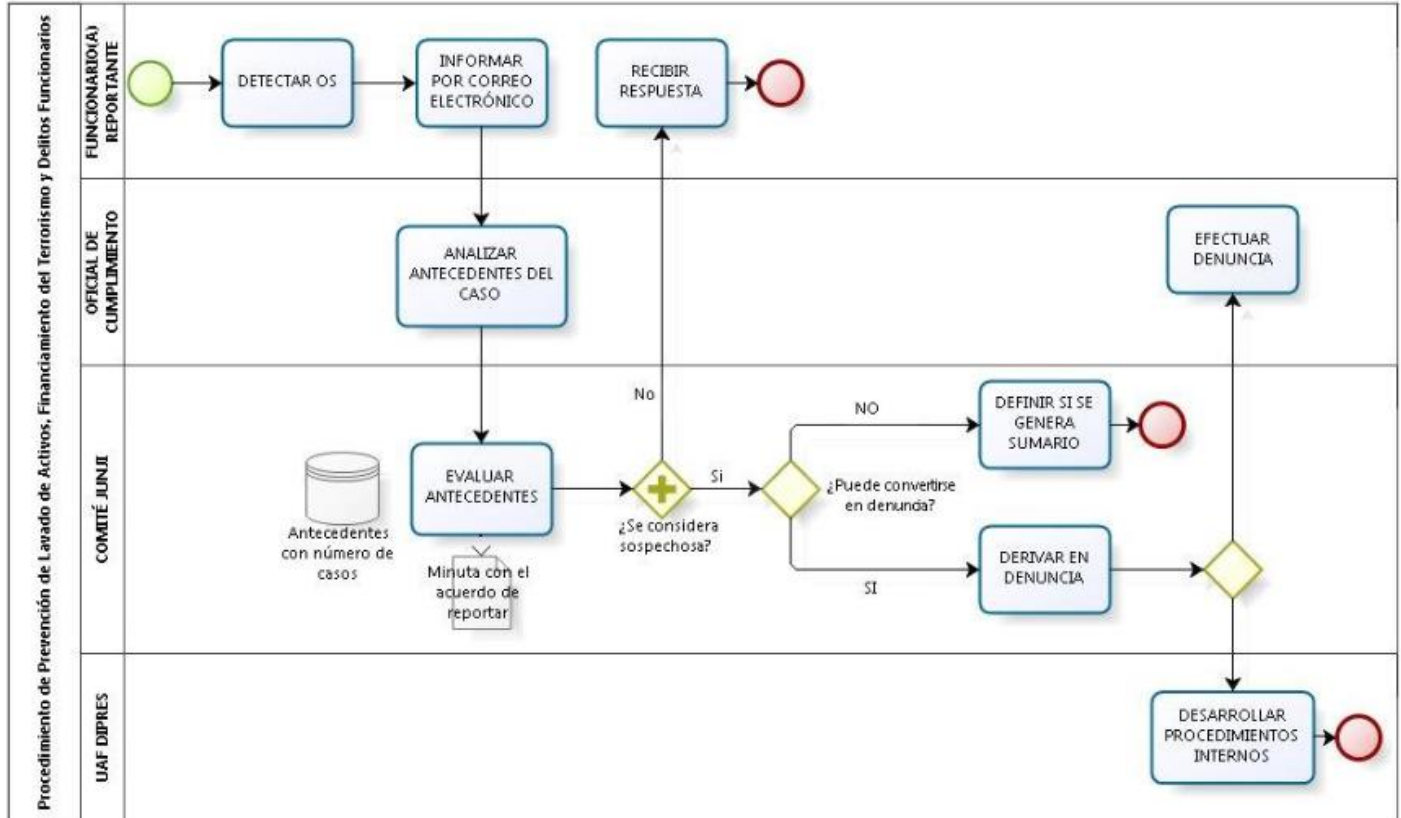 Procedimiento de Prevención de Lavado de Activos, Financiamiento del Terrorismo y Delitos Funcionarios
FUNCIONARIO(A)
REPORTANTE
DETECTAR OS
INFORMAR
POR CORREO
ELECTRÓNICO
RECIBIR
RESPUESTA
OFICIAL DE
CUMPLIMIENTO
ANALIZAR
ANTECEDENTES DEL
CASO
EFECTUAR
DENUNCIA
COMITÉ JUNJI
Antecedentes
con número de
casos
EVALUAR
ANTECEDENTES
Minuta con el
acuerdo de
reportar
No
¿Se considera
sospechosa?
Si
¿Puede convertirse
en denuncia?
NO
DEFINIR SI SE
GENERA
SUMARIO
SI
DERIVAR EN
DENUNCIA
UAF DIPRES
DESARROLLAR
PROCEDIMIENTOS
INTERNOS